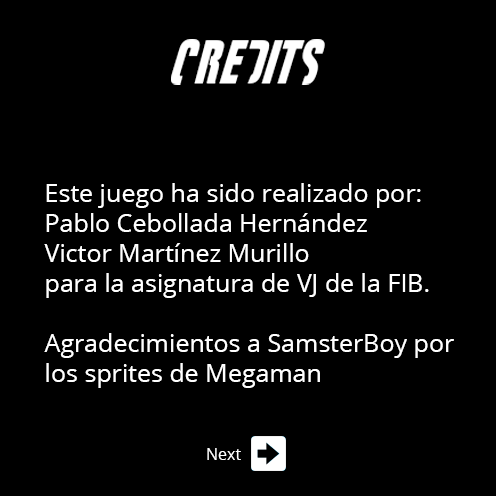 CREDITS
Este juego ha sido realizado por:
Pablo Cebollada Hernández
Victor Martínez Murillo
para la asignatura de VJ de la FIB.
Agradecimientos a SamsterBoy por
los sprites de Megaman
Next